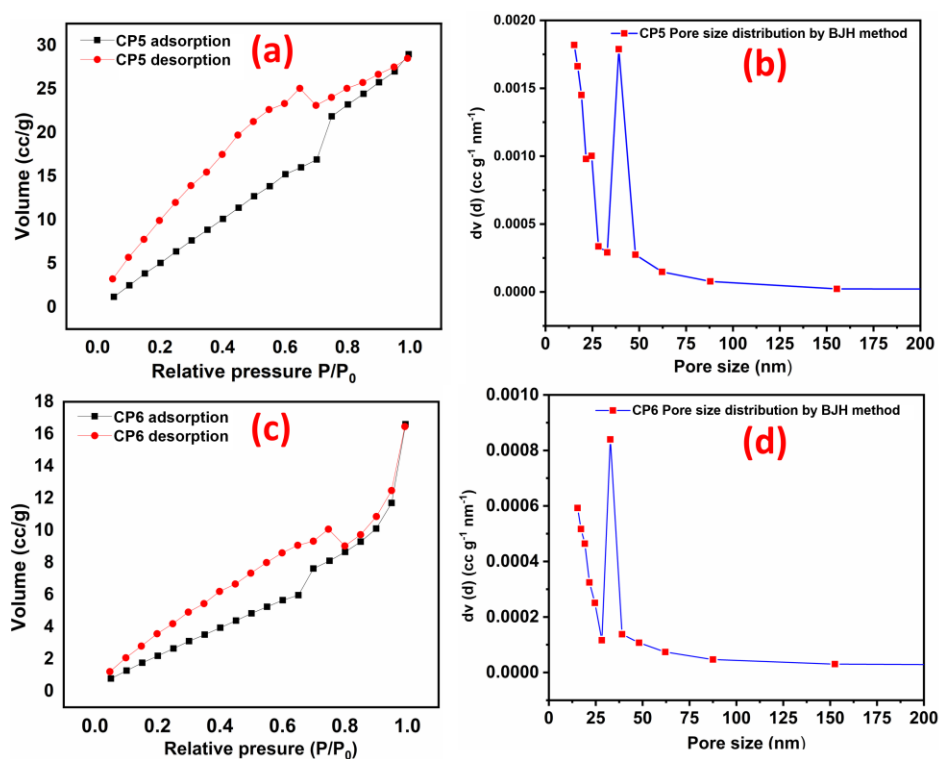 CP5 adsorption
CP5 desorption
(a)
30
25
20
15
10
5
0
Volume (cc/g)
0.0 0.2 0.4 0.6 0.8 1.0
Relative pressure P/P₀
CP5 Pore size distribution by BJH method
(b)
0.0020
0.0015
0.0010
0.0005
0.0000
dv (d) (cc g⁻¹ nm⁻¹)
0 25 50 75 100 125 150 175 200
Pore size (nm)
CP6 adsorption
CP6 desorption
(c)
18
16
14
12
10
8
6
4
2
0
Volume (cc/g)
0.0 0.2 0.4 0.6 0.8 1.0
Relative presure (P/P₀)
CP6 Pore size distribution by BJH method
(d)
0.0010
0.0008
0.0006
0.0004
0.0002
0.0000
dv (d) (cc g⁻¹ nm⁻¹)
0 25 50 75 100 125 150 175 200
Pore size (nm)